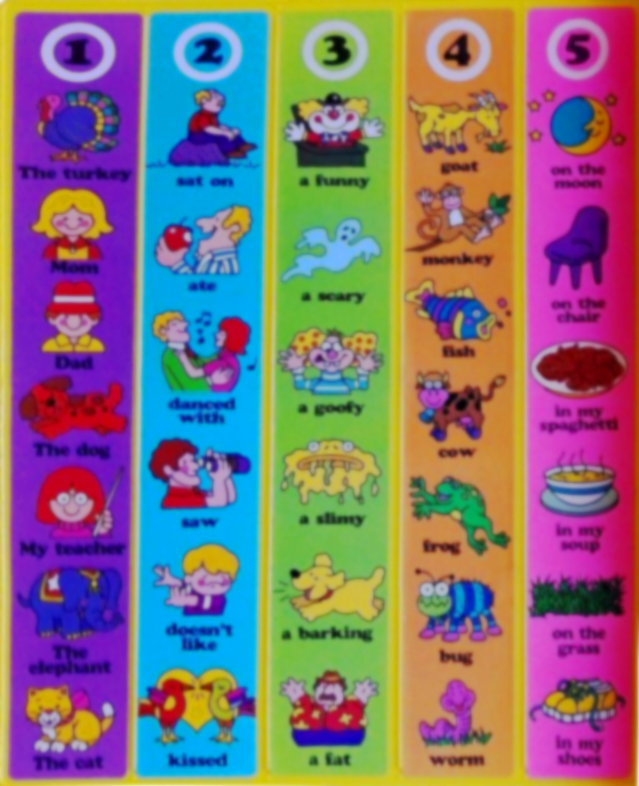 1
The turkey
Mom
Dad
The dog
My teacher
The
elephant
The cat
2
sat on
ate
danced
with
saw
doesn't
like
kissed
3
a funny
a scary
a goofy
a slimy
a barking
a fat
4
goat
monkey
fish
cow
frog
bug
worm
5
on the
moon
on the
chair
in my
spaghetti
in my
soup
on the
grass
in my
shoes